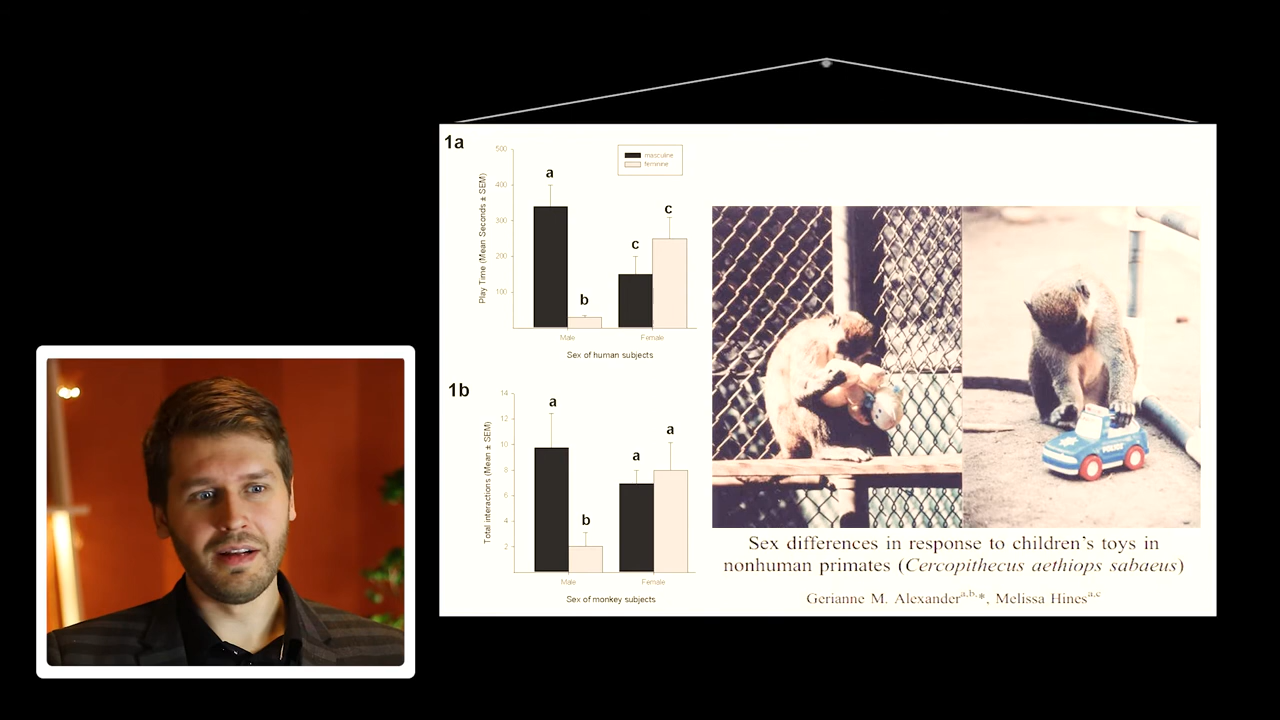 1a
500
400
300
200
100
Play Time (Mean Seconds ± SEM)
masculine
feminine
a
b
c
c
Male
Female
Sex of human subjects
1b
14
12
10
8
6
4
2
Total interactions (Mean ± SEM)
a
b
a
a
Male
Female
Sex of monkey subjects
POLICE
Sex differences in response to children's toys in
nonhuman primates (Cercopithecus aethiops sabaeus)
Gerianne M. Alexander^a,b,*, Melissa Hines^a,c